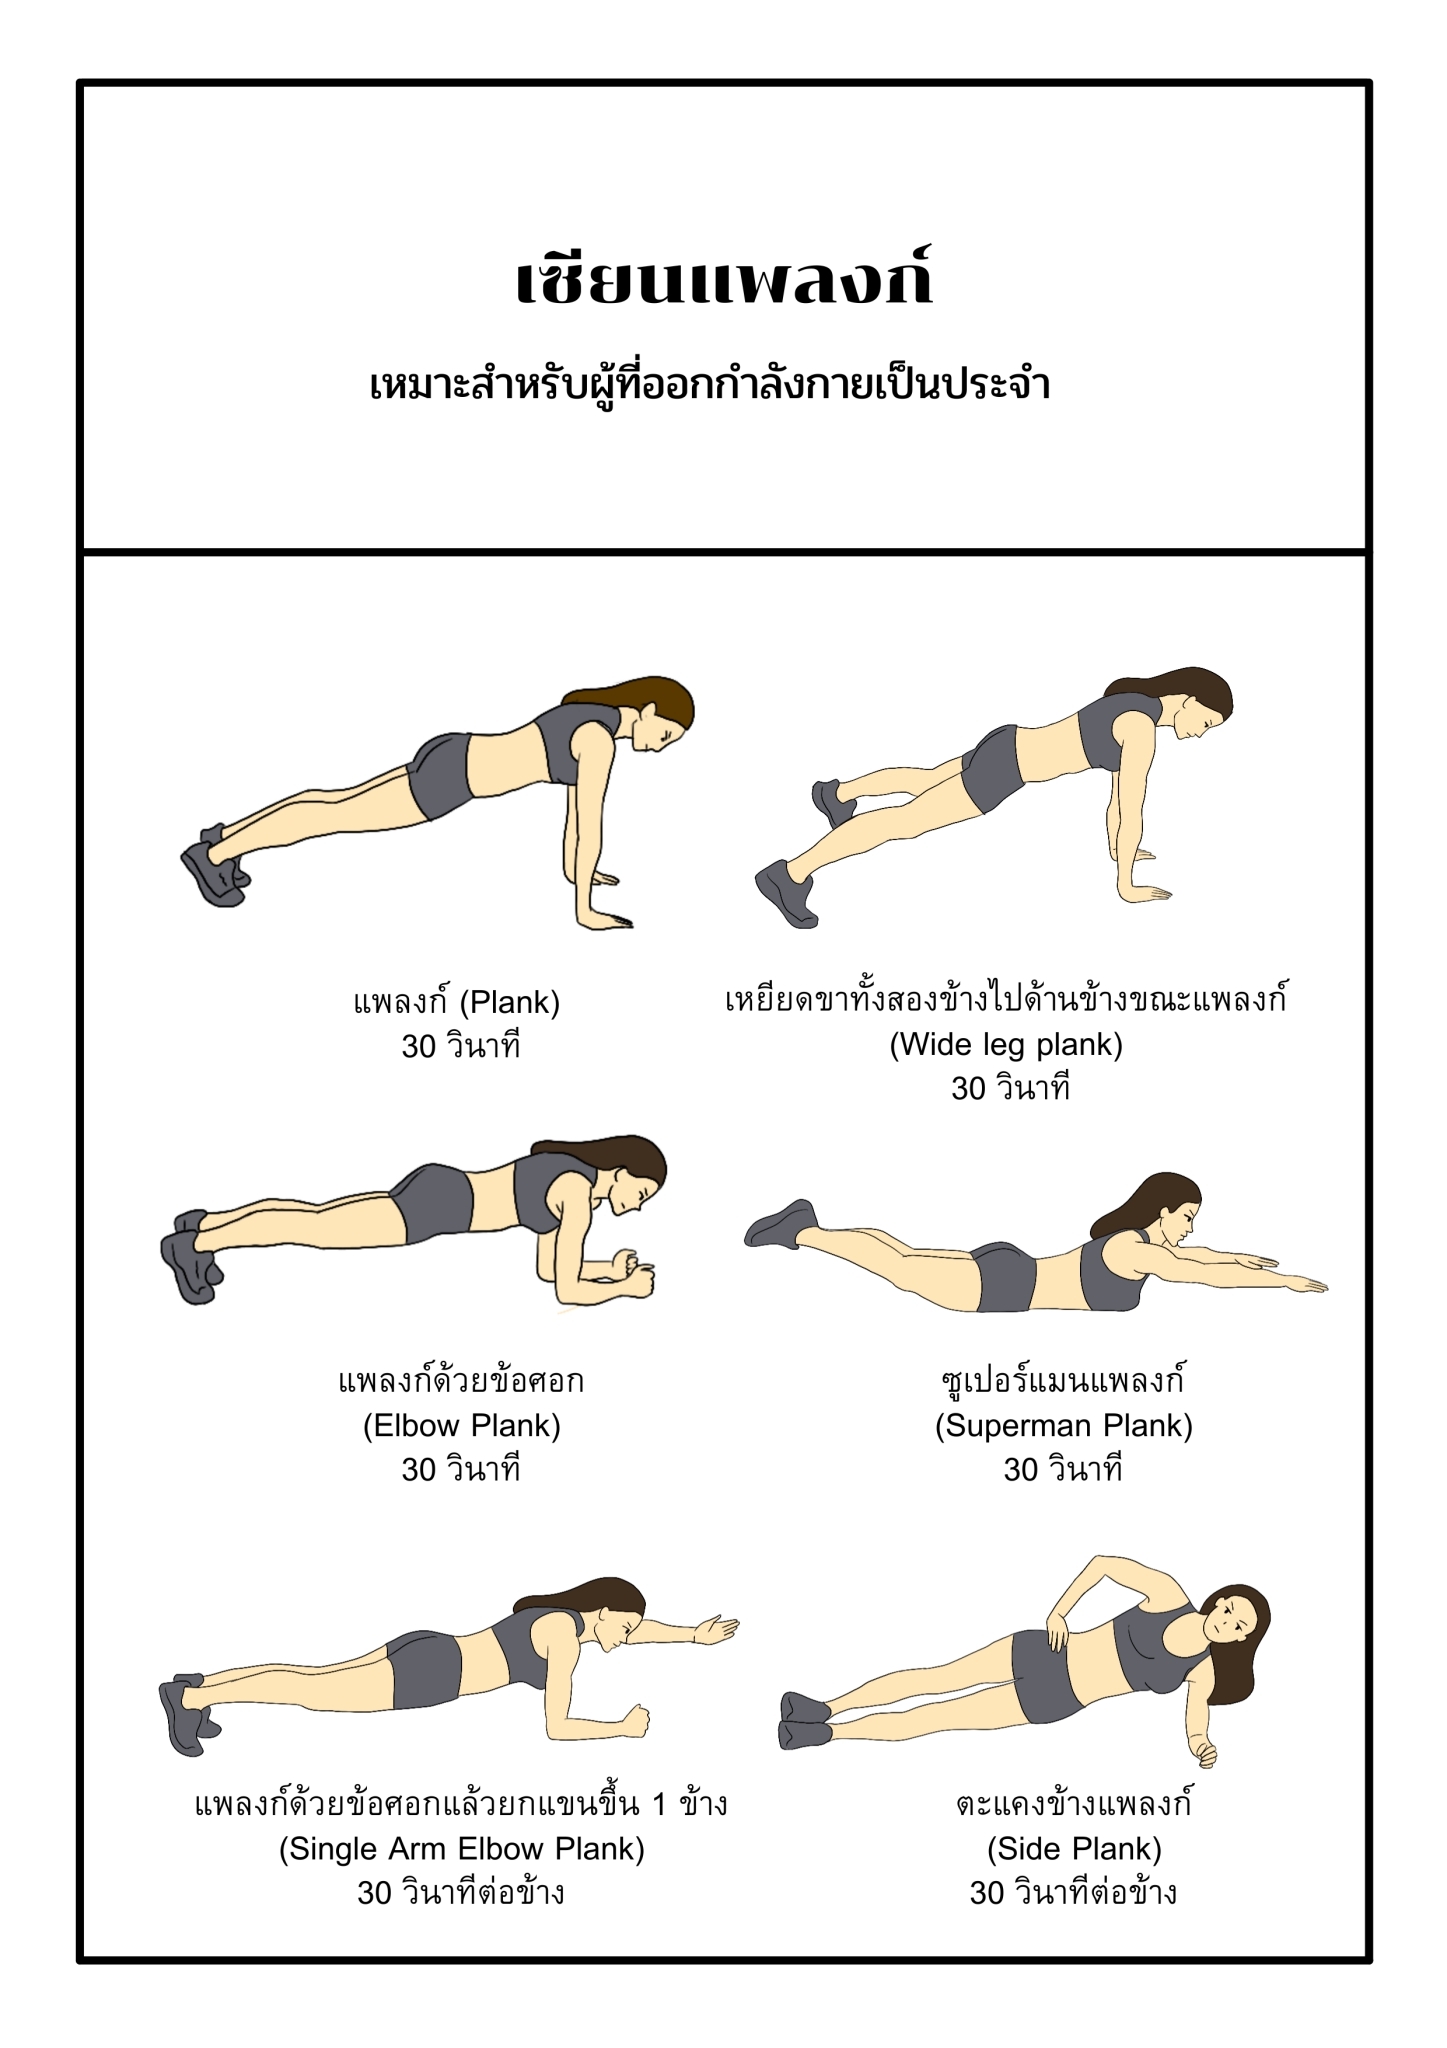 เซียนแพลงก์
เหมาะสำหรับผู้ที่ออกกำลังกายเป็นประจำ
แพลงก์ (Plank)
30 วินาที
เหยียดขาทั้งสองข้างไปด้านข้างขณะแพลงก์
(Wide leg plank)
30 วินาที
แพลงก์ด้วยข้อศอก
(Elbow Plank)
30 วินาที
ซูเปอร์แมนแพลงก์
(Superman Plank)
30 วินาที
แพลงก์ด้วยข้อศอกแล้วยกแขนขึ้น 1 ข้าง
(Single Arm Elbow Plank)
30 วินาทีต่อข้าง
ตะแคงข้างแพลงก์
(Side Plank)
30 วินาทีต่อข้าง